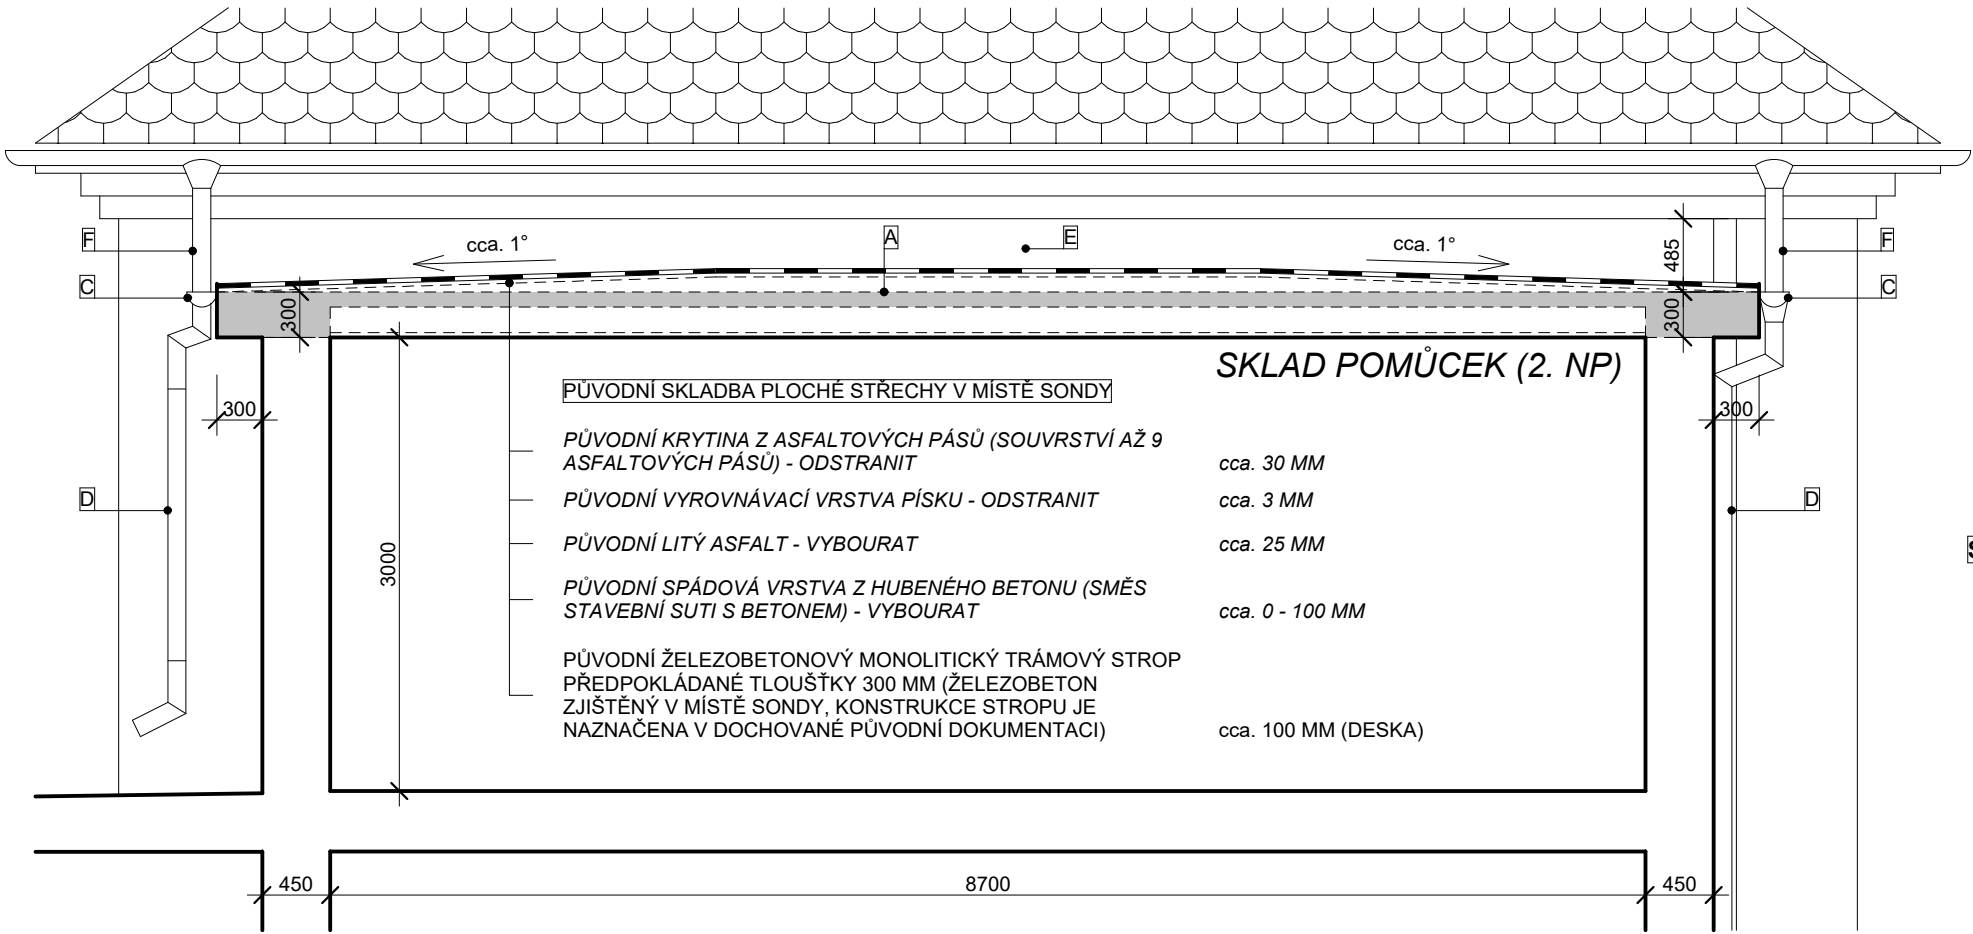 cca. 1°
A
E
cca. 1°
F
F
485
C
C
300
300
SKLAD POMŮCEK (2. NP)
PŮVODNÍ SKLADBA PLOCHÉ STŘECHY V MÍSTĚ SONDY
300
300
PŮVODNÍ KRYTINA Z ASFALTOVÝCH PÁSŮ (SOUVRSTVÍ AŽ 9
ASFALTOVÝCH PÁSŮ) - ODSTRANIT cca. 30 MM
D
PŮVODNÍ VYROVNÁVACÍ VRSTVA PÍSKU - ODSTRANIT cca. 3 MM
D
PŮVODNÍ LITÝ ASFALT - VYBOURAT cca. 25 MM
3000
PŮVODNÍ SPÁDOVÁ VRSTVA Z HUBENÉHO BETONU (SMĚS
STAVEBNÍ SUTI S BETONEM) - VYBOURAT cca. 0 - 100 MM
PŮVODNÍ ŽELEZOBETONOVÝ MONOLITICKÝ TRÁMOVÝ STROP
PŘEDPOKLÁDANÉ TLOUŠŤKY 300 MM (ŽELEZOBETON
ZJIŠTĚNÝ V MÍSTĚ SONDY, KONSTRUKCE STROPU JE
NAZNAČENA V DOCHOVANÉ PŮVODNÍ DOKUMENTACI) cca. 100 MM (DESKA)
450
8700
450